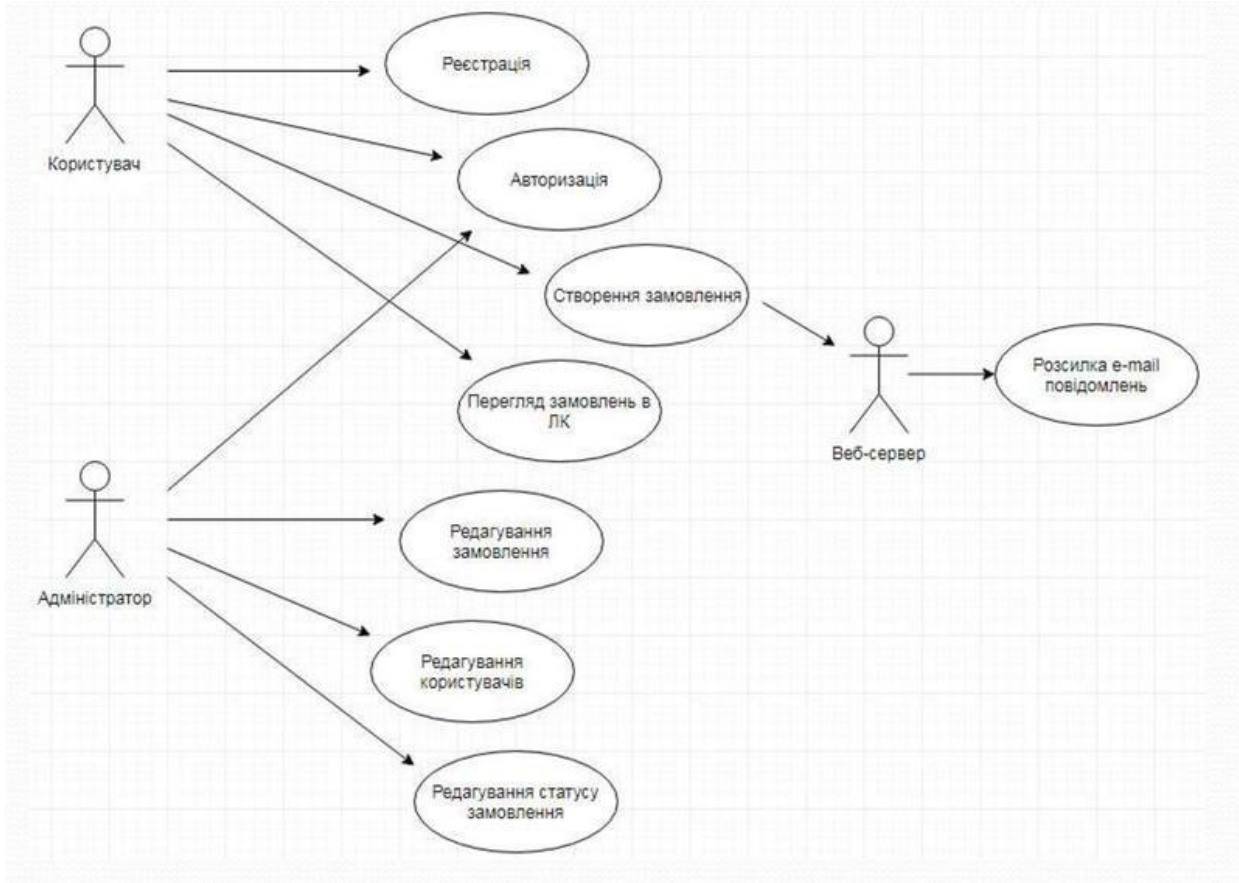 Реєстрація
Користувач
Авторизація
Створення замовлення
Розсилка e-mail
повідомлень
Перегляд замовлень в
ЛК
Веб-сервер
Редагування
замовлення
Адміністратор
Редагування
користувачів
Редагування статусу
замовлення